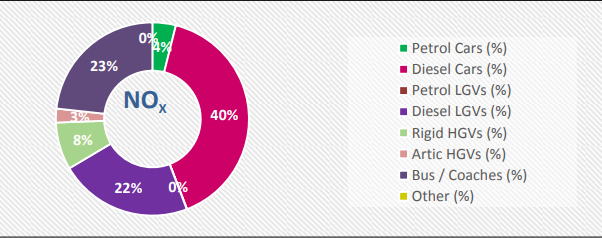 0%
4%
40%
0%
22%
8%
3%
23%
NOX
Petrol Cars (%)
Diesel Cars (%)
Petrol LGVs (%)
Diesel LGVs (%)
Rigid HGVs (%)
Artic HGVs (%)
Bus / Coaches (%)
Other (%)